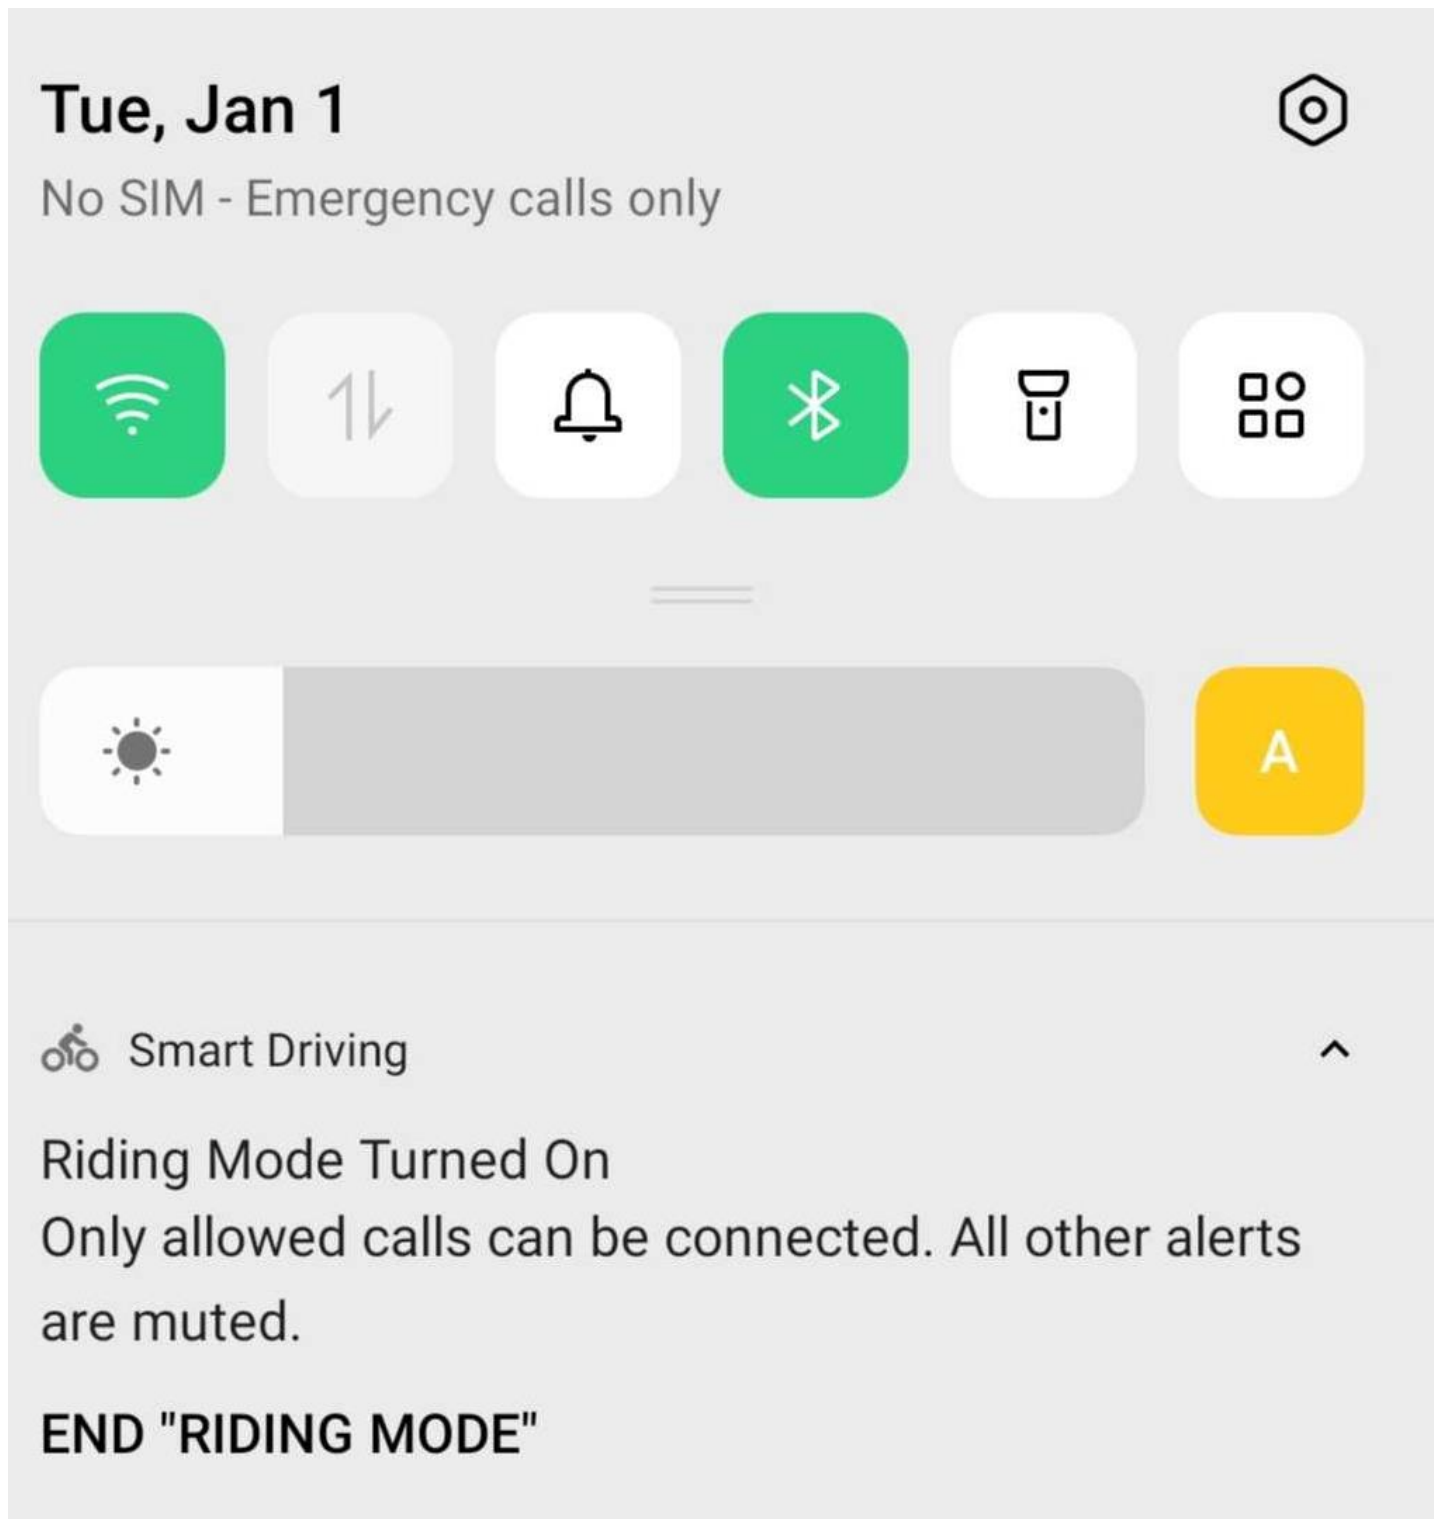 Tue, Jan 1
No SIM - Emergency calls only
A
Smart Driving
Riding Mode Turned On
Only allowed calls can be connected. All other alerts
are muted.
END "RIDING MODE"